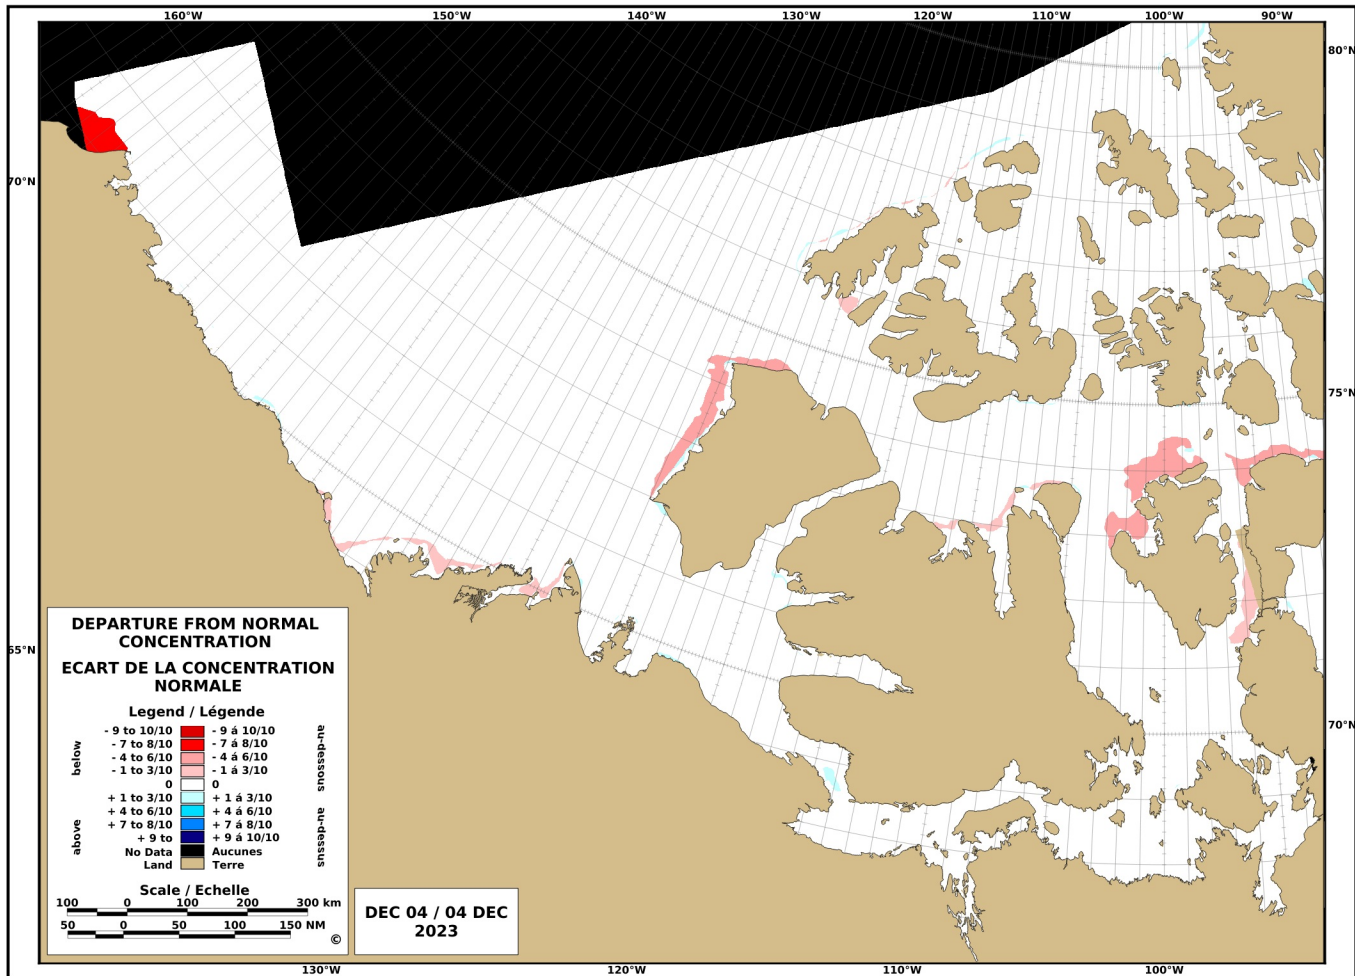 160°W 150°W 140°W 130°W 120°W 110°W 100°W 90°W
80°N
70°N
75°N
65°N
70°N
DEPARTURE FROM NORMAL
CONCENTRATION
ECART DE LA CONCENTRATION
NORMALE
Legend / Légende
below
au-dessous
- 9 to 10/10 - 9 á 10/10
- 7 to 8/10 - 7 á 8/10
- 4 to 6/10 - 4 á 6/10
- 1 to 3/10 - 1 á 3/10
0 0
+ 1 to 3/10 + 1 á 3/10
+ 4 to 6/10 + 4 á 6/10
+ 7 to 8/10 + 7 á 8/10
+ 9 to + 9 á 10/10
above
au-dessus
No Data Aucunes
Land Terre
Scale / Echelle
100 0 100 200 300 km
50 0 50 100 150 NM
©
DEC 04 / 04 DEC
2023
130°W 120°W 110°W 100°W